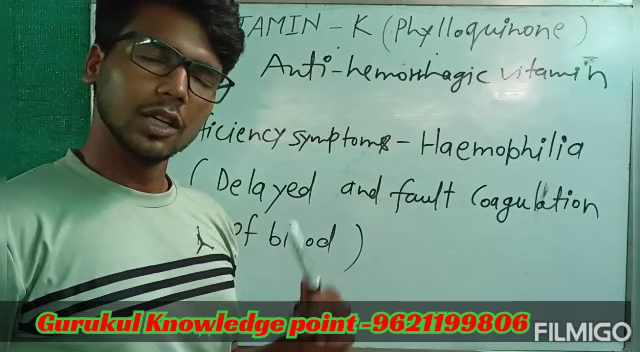 TAMIN - K (Phylloquinone)
Anti-hemorrhagic vitamin
ficiency symptoms - Haemophilia
(Delayed and fault Coagulation
of blood)
Gurukul Knowledge point -9621199806
FILMIGO